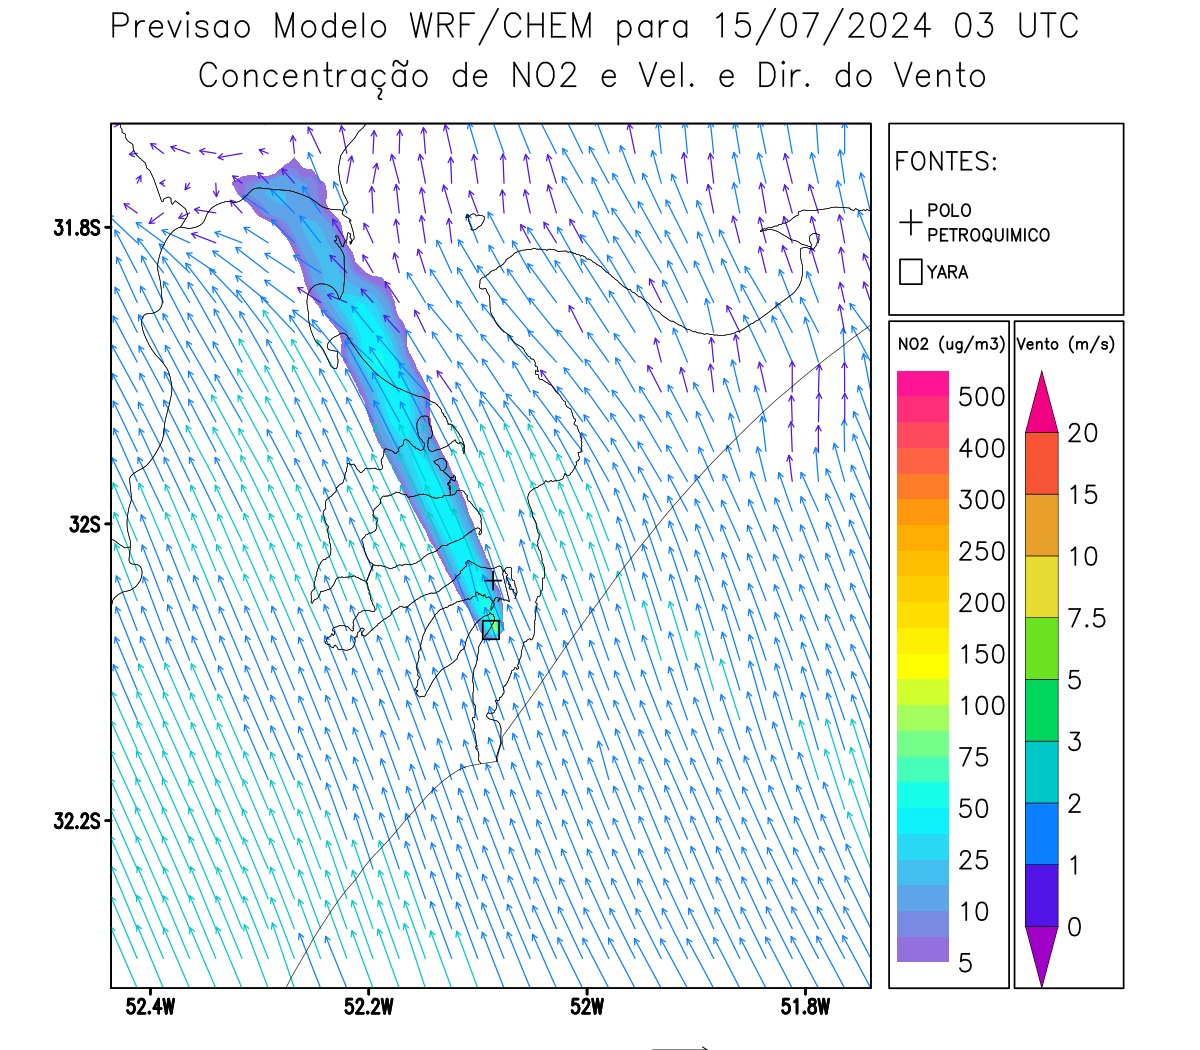 Previsao Modelo WRF/CHEM para 15/07/2024 03 UTC
Concentração de NO2 e Vel. e Dir. do Vento
FONTES:
POLO
PETROQUIMICO
YARA
NO2 (ug/m3)
500
400
300
250
200
150
100
75
50
25
10
5
Vento (m/s)
20
15
10
7.5
5
3
2
1
0
31.8S
32S
32.2S
52.4W
52.2W
52W
51.8W